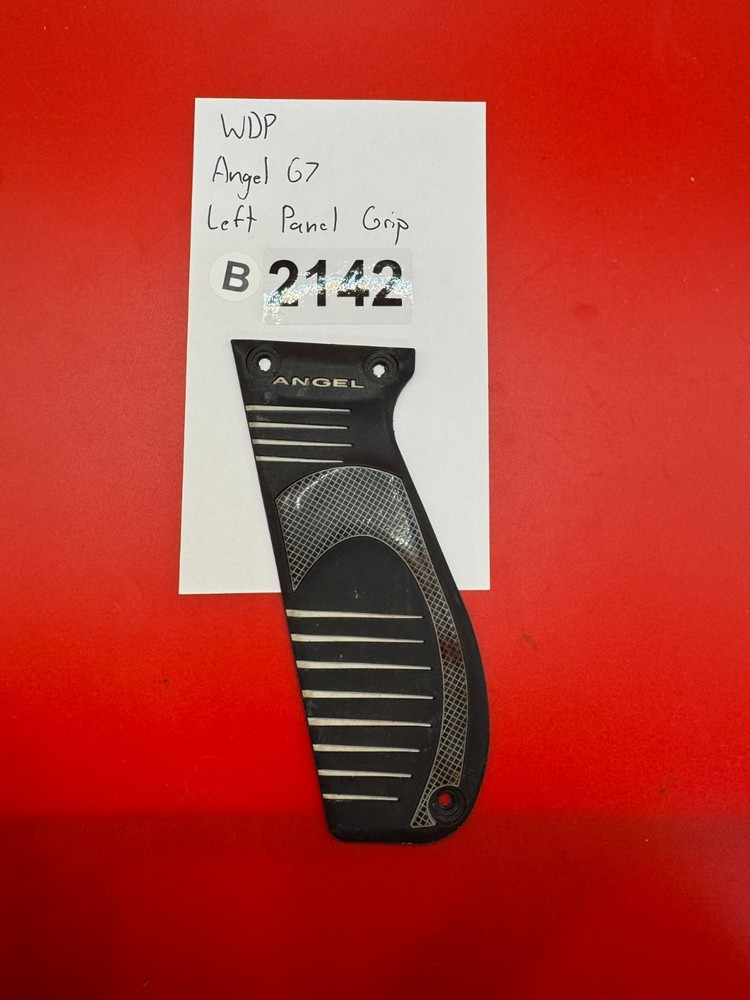 WDP
Angel G7
Left Panel Grip
B 2142
ANGEL